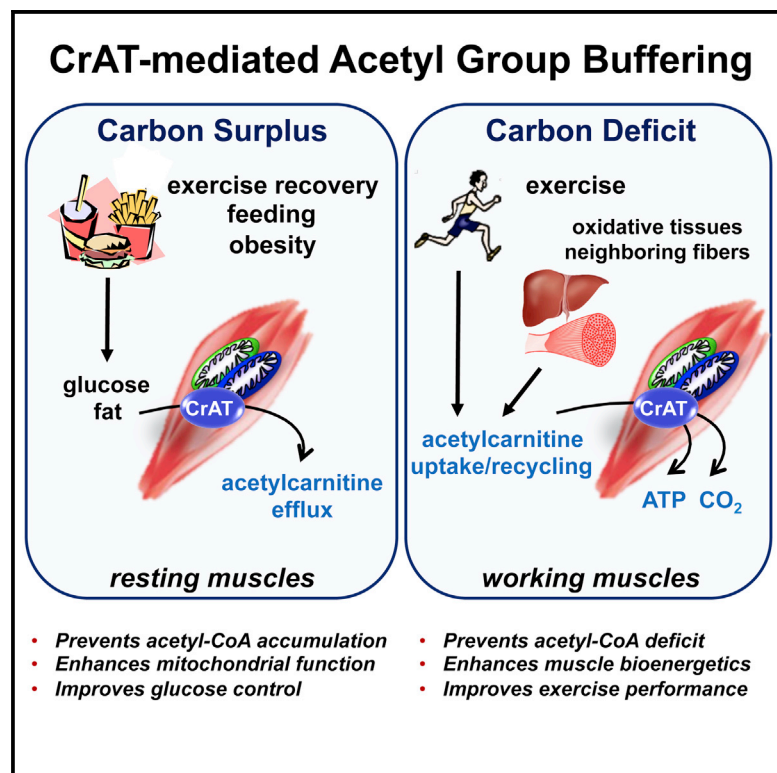 CrAT-mediated Acetyl Group Buffering
Carbon Surplus
exercise recovery
feeding
obesity
glucose
fat
CrAT
acetylcarnitine
efflux
resting muscles
Carbon Deficit
exercise
oxidative tissues
neighboring fibers
acetylcarnitine
uptake/recycling
CrAT
ATP CO₂
working muscles
• Prevents acetyl-CoA accumulation
• Enhances mitochondrial function
• Improves glucose control
• Prevents acetyl-CoA deficit
• Enhances muscle bioenergetics
• Improves exercise performance